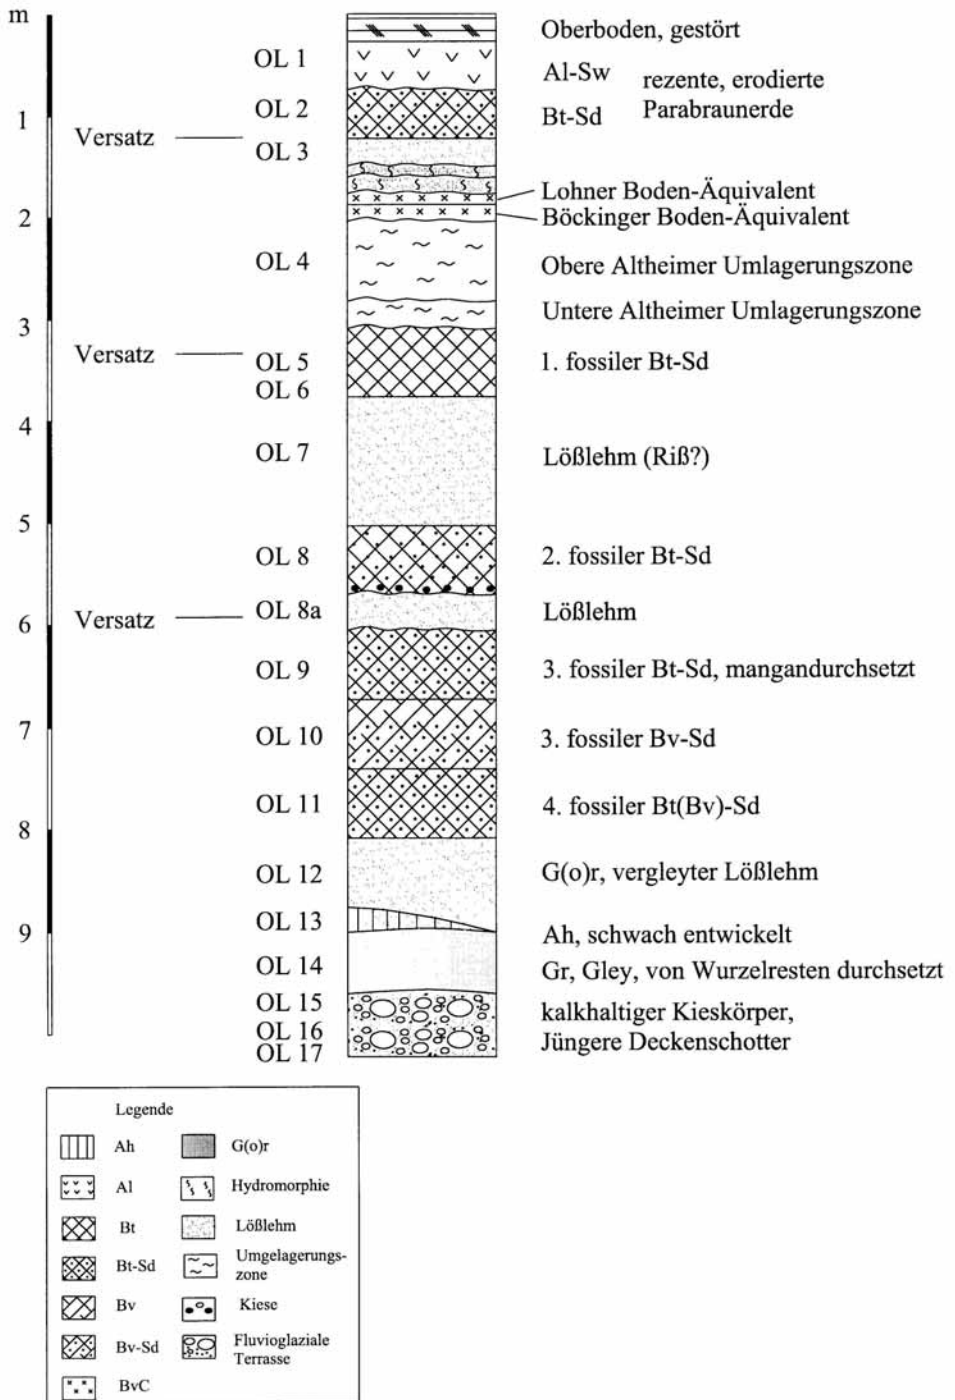 m
Oberboden, gestört
OL 1
Al-Sw
rezente, erodierte
Parabraunerde
OL 2
Bt-Sd
1
Versatz
OL 3
Lohner Boden-Äquivalent
Böckinger Boden-Äquivalent
2
OL 4
Obere Altheimer Umlagerungszone
Untere Altheimer Umlagerungszone
3
Versatz
OL 5
1. fossiler Bt-Sd
OL 6
4
OL 7
Lößlehm (Riß?)
5
OL 8
2. fossiler Bt-Sd
OL 8a
Lößlehm
Versatz
6
OL 9
3. fossiler Bt-Sd, mangandurchsetzt
7
OL 10
3. fossiler Bv-Sd
OL 11
4. fossiler Bt(Bv)-Sd
8
OL 12
G(o)r, vergleyter Lößlehm
OL 13
9
Ah, schwach entwickelt
OL 14
Gr, Gley, von Wurzelresten durchsetzt
OL 15
kalkhaltiger Kieskörper,
OL 16
Jüngere Deckenschotter
OL 17
Legende
Ah
G(o)r
Al
Hydromorphie
Bt
Lößlehm
Bt-Sd
Umgelagerungs-
zone
Bv
Kiese
Bv-Sd
Fluvioglaziale
Terrasse
BvC